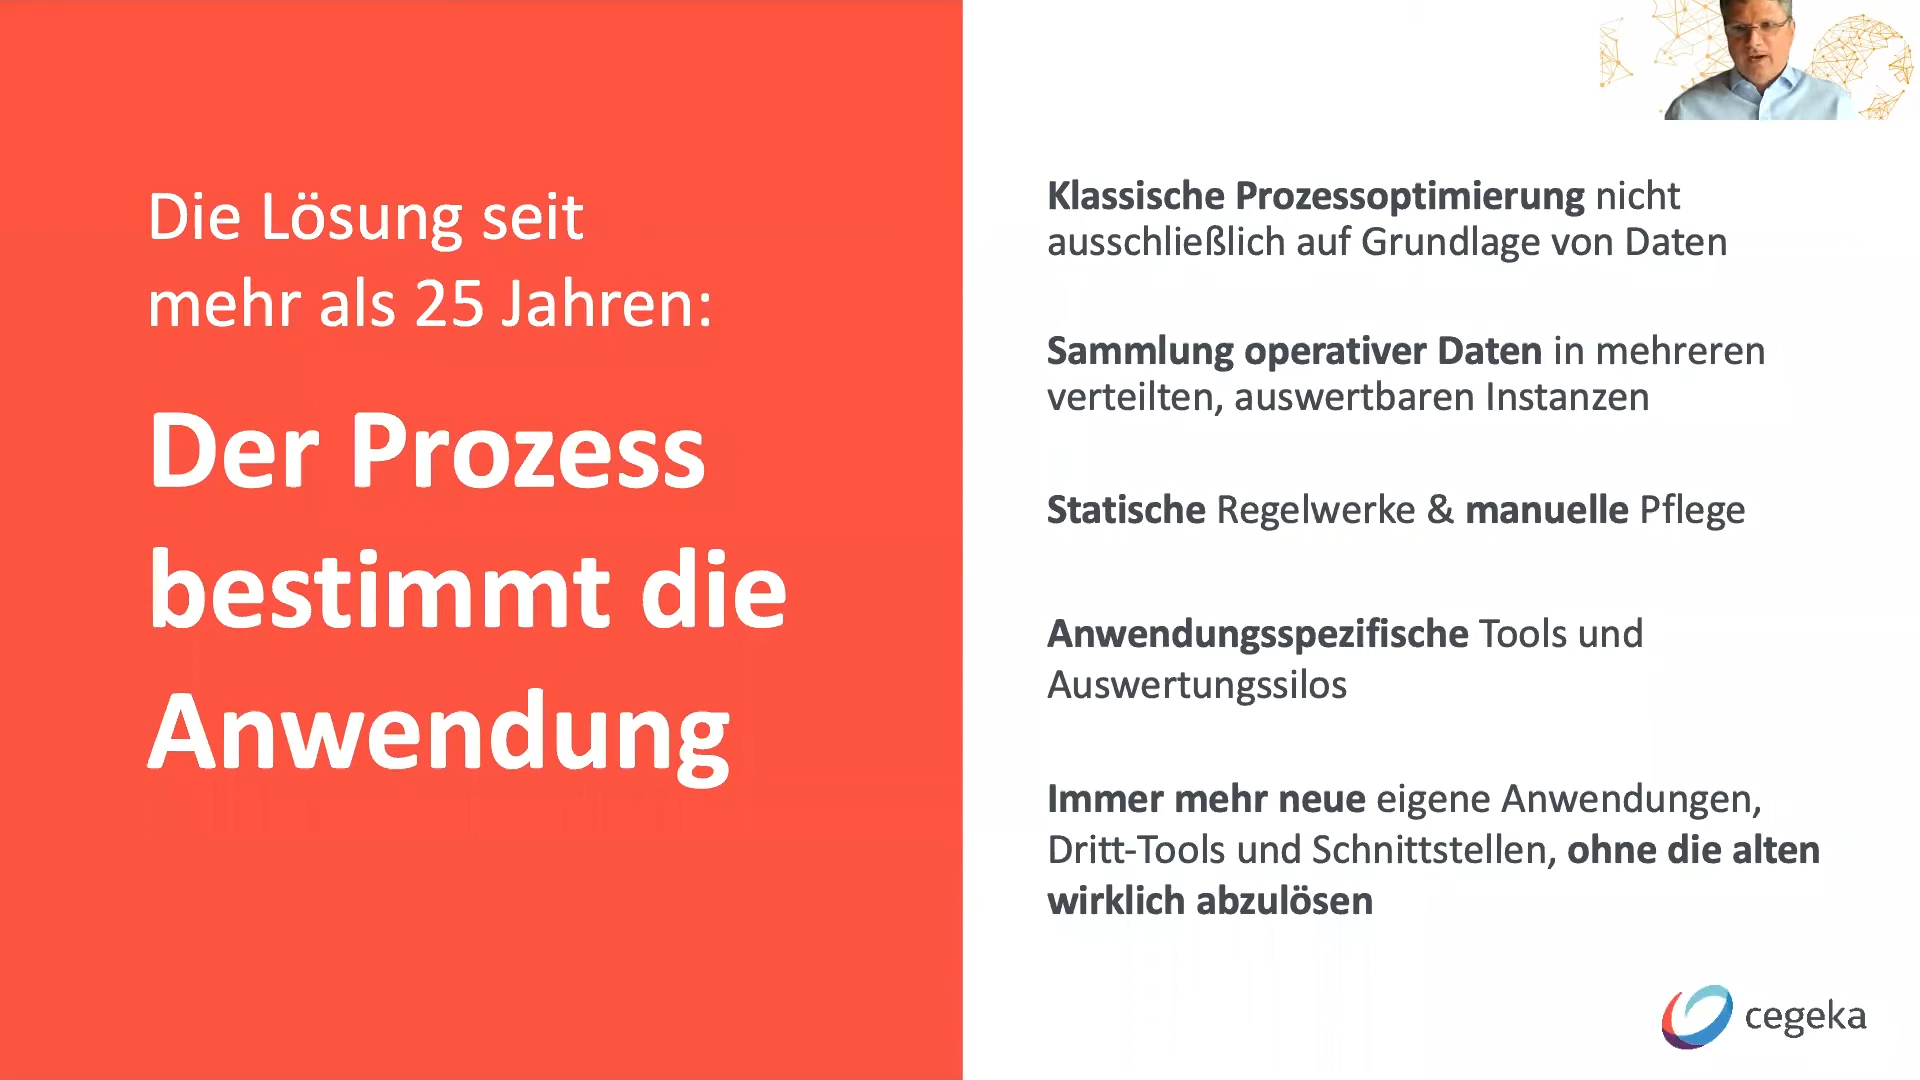 Die Lösung seit
mehr als 25 Jahren:
Der Prozess
bestimmt die
Anwendung
Klassische Prozessoptimierung nicht
ausschließlich auf Grundlage von Daten
Sammlung operativer Daten in mehreren
verteilten, auswertbaren Instanzen
Statische Regelwerke & manuelle Pflege
Anwendungsspezifische Tools und
Auswertungssilos
Immer mehr neue eigene Anwendungen,
Dritt-Tools und Schnittstellen, ohne die alten
wirklich abzulösen
cegeka